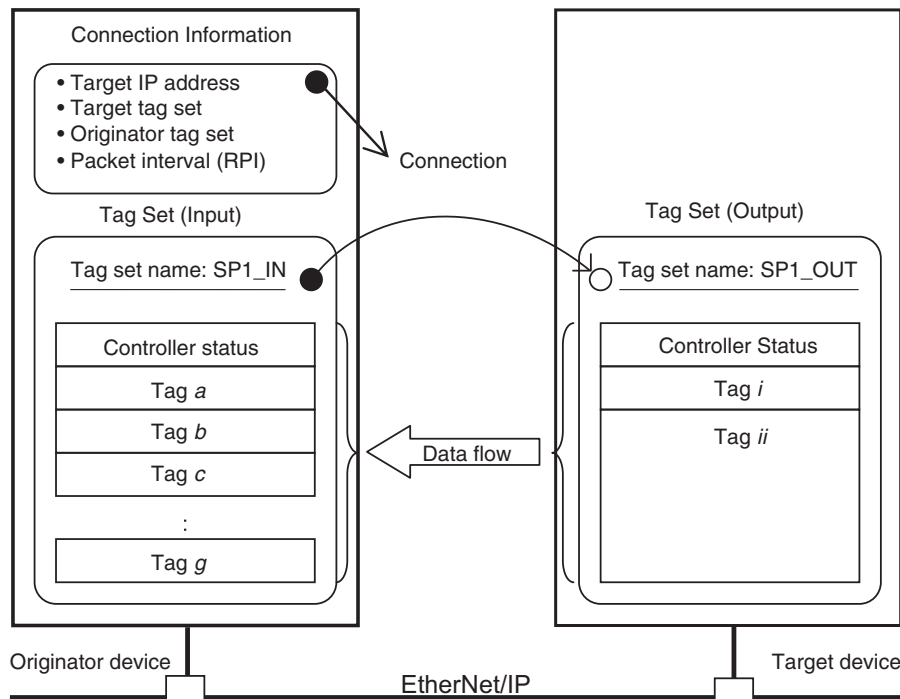 Connection Information
• Target IP address
• Target tag set
• Originator tag set
• Packet interval (RPI)
Connection
Tag Set (Input)
Tag set name: SP1_IN
Controller status
Tag a
Tag b
Tag c
:
Tag g
Data flow
Tag Set (Output)
Tag set name: SP1_OUT
Controller Status
Tag i
Tag ii
Originator device
EtherNet/IP
Target device